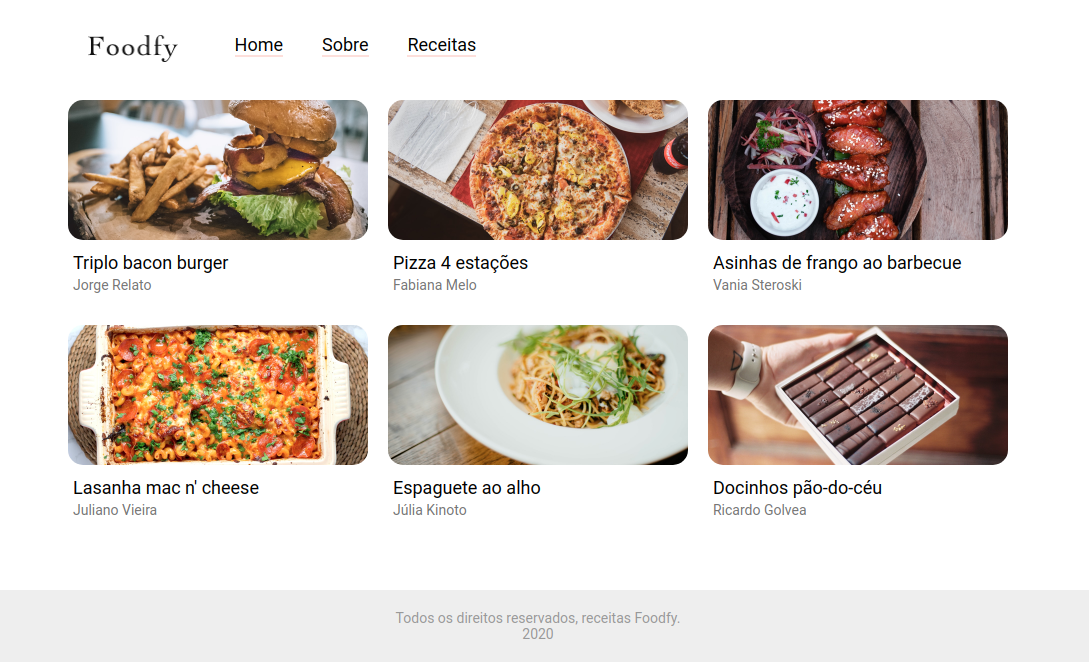 Foodfy
Home Sobre Receitas
Triplo bacon burger
Jorge Relato
Pizza 4 estações
Fabiana Melo
Asinhas de frango ao barbecue
Vania Steroski
Lasanha mac n' cheese
Juliano Vieira
Espaguete ao alho
Júlia Kinoto
Docinhos pão-do-céu
Ricardo Golvea
Todos os direitos reservados, receitas Foodfy.
2020